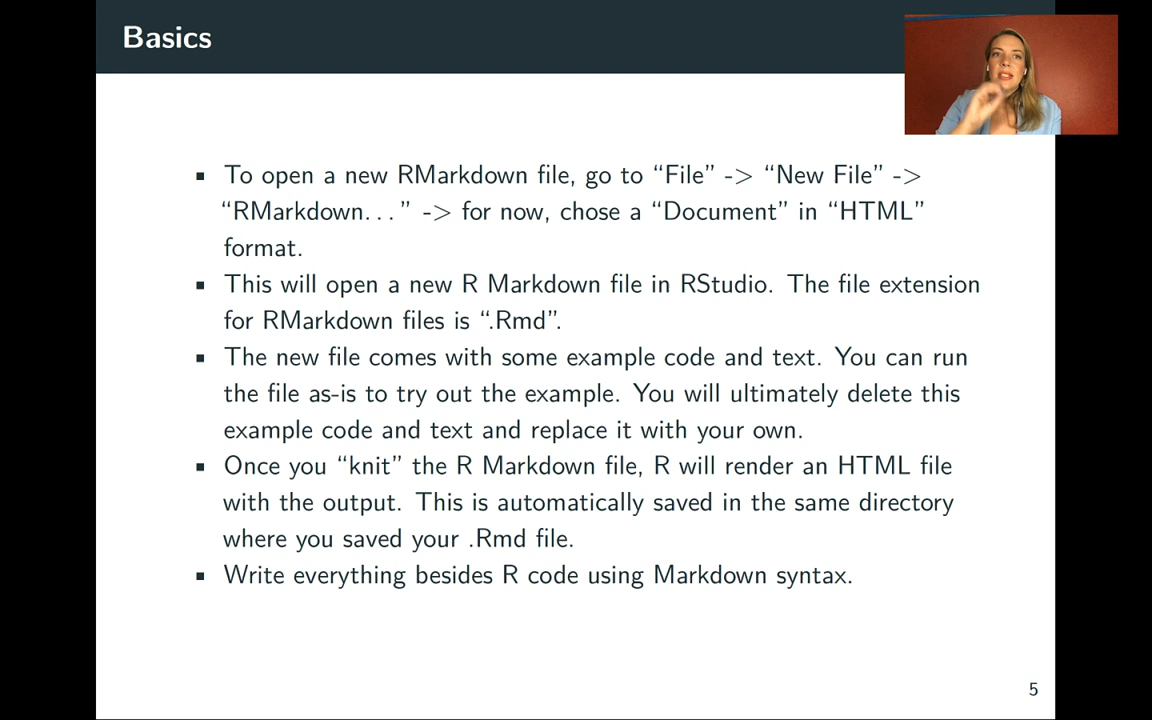 Basics
▪ To open a new RMarkdown file, go to “File” -> “New File” ->
“RMarkdown. . . ” -> for now, chose a “Document” in “HTML”
format.
▪ This will open a new R Markdown file in RStudio. The file extension
for RMarkdown files is “.Rmd”.
▪ The new file comes with some example code and text. You can run
the file as-is to try out the example. You will ultimately delete this
example code and text and replace it with your own.
▪ Once you “knit” the R Markdown file, R will render an HTML file
with the output. This is automatically saved in the same directory
where you saved your .Rmd file.
▪ Write everything besides R code using Markdown syntax.
5